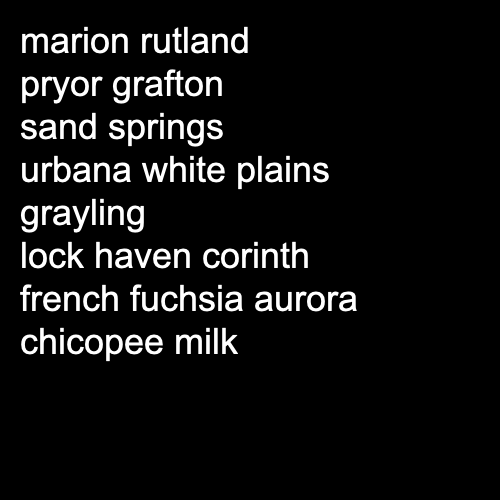 marion rutland
pryor grafton
sand springs
urbana white plains
grayling
lock haven corinth
french fuchsia aurora
chicopee milk